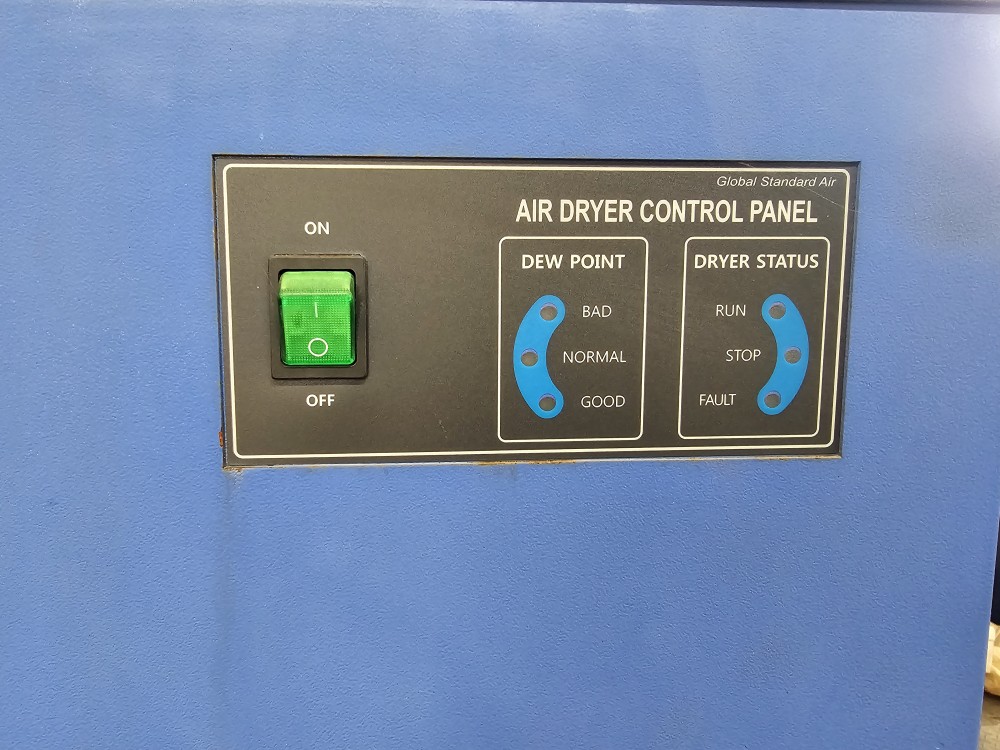 Global Standard Air
AIR DRYER CONTROL PANEL
ON
I
O
OFF
DEW POINT
BAD
NORMAL
GOOD
DRYER STATUS
RUN
STOP
FAULT